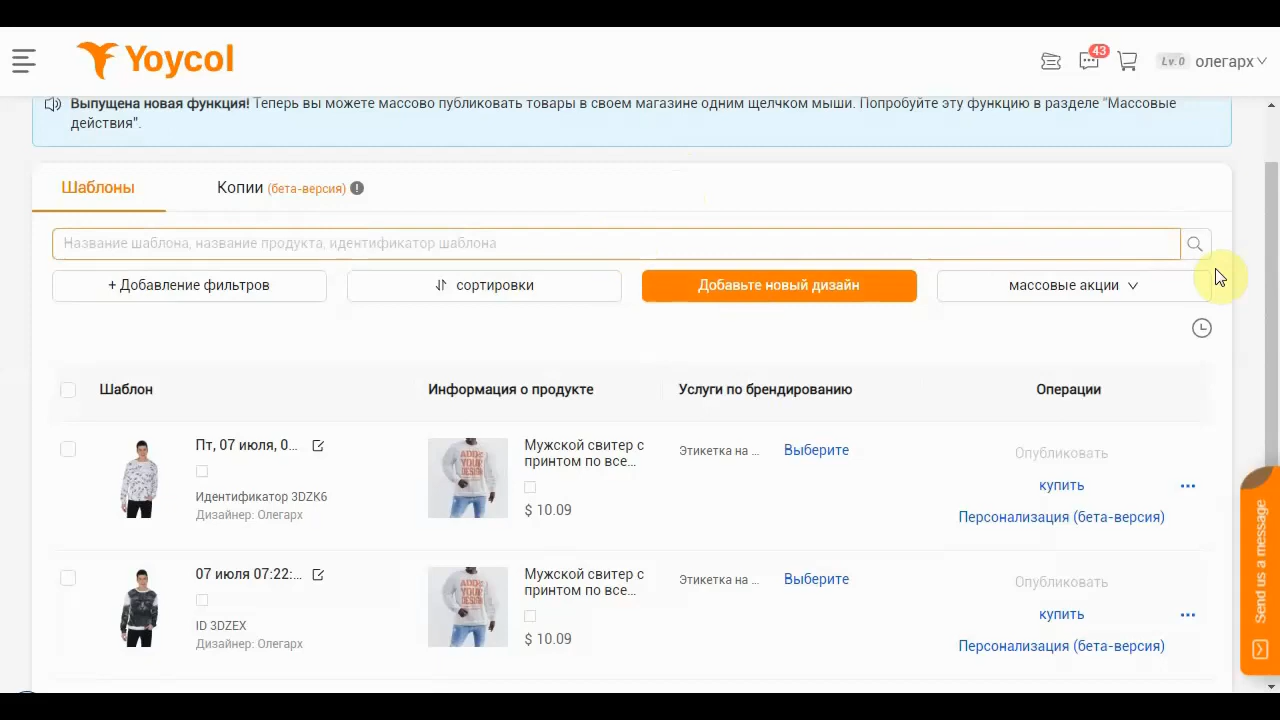 Yoycol
43
Lv.0 олегарх
Выпущена новая функция! Теперь вы можете массово публиковать товары в своем магазине одним щелчком мыши. Попробуйте эту функцию в разделе "Массовые
действия".
Шаблоны Копии (бета-версия)
Название шаблона, название продукта, идентификатор шаблона
+ Добавление фильтров сортировки Добавьте новый дизайн массовые акции
Шаблон Информация о продукте Услуги по брендированию Операции
Пт, 07 июля, 0... Мужской свитер с Этикетка на ... Выберите Опубликовать
принтом по все...
купить
Идентификатор 3DZK6
Дизайнер: Олегарх $ 10.09 Персонализация (бета-версия)
07 июля 07:22:... Мужской свитер с Этикетка на ... Выберите Опубликовать
принтом по все...
купить
ID 3DZEX
Дизайнер: Олегарх $ 10.09 Персонализация (бета-версия)
Send us a message